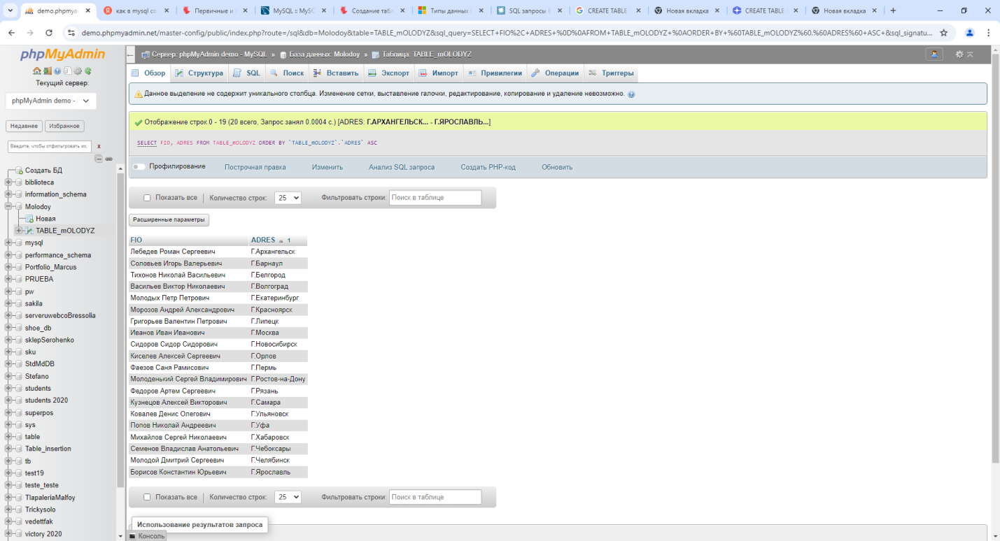 demo.phpmya
как в mysql со
Первичные и
MySQL :: MySC
Создание табл
Типы данных
SQL запросы б
CREATE TABLE
Новая вкладка
CREATE TABLE
Новая вкладка
demo.phpmyadmin.net/master-config/public/index.php?route=/sql&db=Molodoy&table=TABLE_mOLODYZ&sql_query=SELECT+FIO%2C+ADRES+%0D%0AFROM+TABLE_mOLODYZ+%0AORDER+BY+%60TABLE_mOLODYZ%60.%60ADRES%60+ASC+&sql_signatu...
phpMyAdmin
Текущий сервер:
phpMyAdmin demo -
Недавнее Избранное
Введите, чтобы отфильтровать их, X
Создать БД
biblioteca
information_schema
Molodoy
Новая
TABLE_mOLODYZ
mysql
performance_schema
Portfolio_Marcus
PRUEBA
pw
sakila
serveruwebcoBressolia
shoe_db
sklepSerohenko
sku
StdMdDB
Stefano
students
students 2020
superpos
sys
table
Table_insertion
tb
test19
teste_teste
TlapaleriaMalfoy
Trickysolo
vedettfak
victory 2020
Сервер: phpMyAdmin demo - MySQL » База данных: Molodoy » Таблица: TABLE_mOLODYZ
Обзор Структура SQL Поиск Вставить Экспорт Импорт Привилегии Операции Триггеры
Данное выделение не содержит уникального столбца. Изменение сетки, выставление галочки, редактирование, копирование и удаление невозможно.
Отображение строк 0 - 19 (20 всего, Запрос занял 0.0004 с.) [ADRES: Г.АРХАНГЕЛЬСК... - Г.ЯРОСЛАВЛЬ...]
SELECT FIO, ADRES FROM TABLE_mOLODYZ ORDER BY `TABLE_mOLODYZ`.`ADRES` ASC
Профилирование Построчная правка Изменить Анализ SQL запроса Создать PHP-код Обновить
Показать все Количество строк: 25 Фильтровать строки: Поиск в таблице
Расширенные параметры
FIO ADRES 1
Лебедев Роман Сергеевич Г.Архангельск
Соловьев Игорь Валерьевич Г.Барнаул
Тихонов Николай Васильевич Г.Белгород
Васильев Виктор Николаевич Г.Волгоград
Молодых Петр Петрович Г.Екатеринбург
Морозов Андрей Александрович Г.Красноярск
Григорьев Валентин Петрович Г.Липецк
Иванов Иван Иванович Г.Москва
Сидоров Сидор Сидорович Г.Новосибирск
Киселев Алексей Сергеевич Г.Орлов
Фаезов Саня Рамисович Г.Пермь
Молоденький Сергей Владимирович Г.Ростов-на-Дону
Федоров Артем Сергеевич Г.Рязань
Кузнецов Алексей Викторович Г.Самара
Ковалев Денис Олегович Г.Ульяновск
Попов Николай Андреевич Г.Уфа
Михайлов Сергей Николаевич Г.Хабаровск
Семенов Владислав Анатольевич Г.Чебоксары
Молодой Дмитрий Сергеевич Г.Челябинск
Борисов Константин Юрьевич Г.Ярославль
Показать все Количество строк: 25 Фильтровать строки: Поиск в таблице
Использование результатов запроса
Консоль